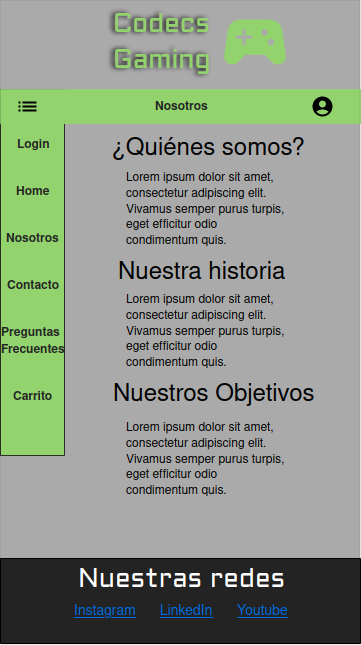 Codecs
Gaming
Nosotros
Login
Home
Nosotros
Contacto
Preguntas
Frecuentes
Carrito
¿Quiénes somos?
Lorem ipsum dolor sit amet,
consectetur adipiscing elit.
Vivamus semper purus turpis,
eget efficitur odio
condimentum quis.
Nuestra historia
Lorem ipsum dolor sit amet,
consectetur adipiscing elit.
Vivamus semper purus turpis,
eget efficitur odio
condimentum quis.
Nuestros Objetivos
Lorem ipsum dolor sit amet,
consectetur adipiscing elit.
Vivamus semper purus turpis,
eget efficitur odio
condimentum quis.
Nuestras redes
Instagram LinkedIn Youtube